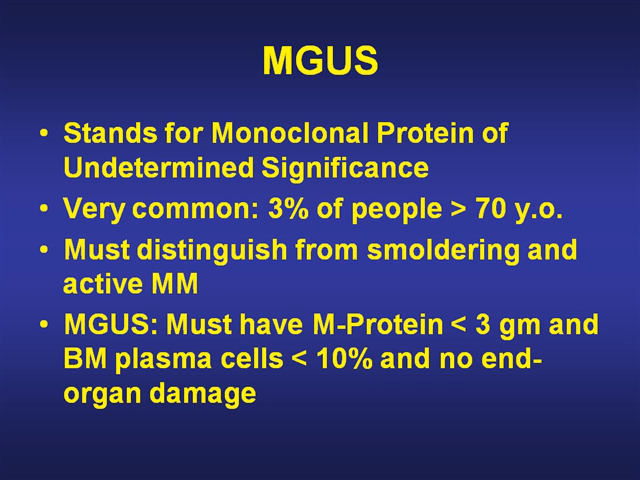 MGUS
• Stands for Monoclonal Protein of
Undetermined Significance
• Very common: 3% of people > 70 y.o.
• Must distinguish from smoldering and
active MM
• MGUS: Must have M-Protein < 3 gm and
BM plasma cells < 10% and no end-
organ damage